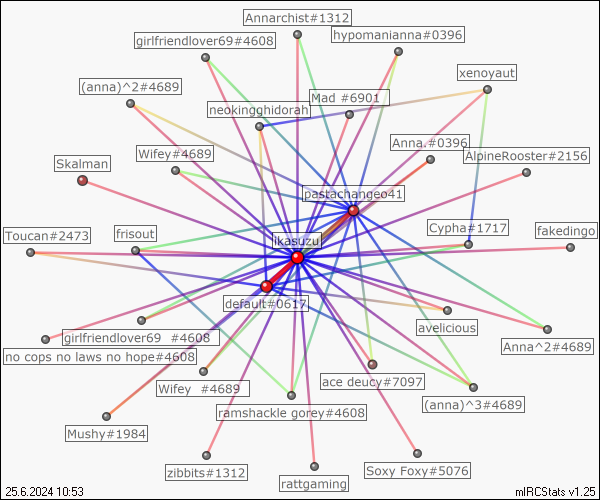 Annarchist#1312
girlfriendlover69#4608
hypomanianna#0396
xenoyaut
(anna)^2#4689
Mad #6901
neokingghidorah
Anna.#0396
Wifey#4689
AlpineRooster#2156
Skalman
pastachangeo41
Cypha#1717
fakedingo
Toucan#2473
frisout
likasuzul
default#0617
avelicious
girlfriendlover69 #4608
Anna^2#4689
no cops no laws no hope#4608
Wifey #4689
ace deucy#7097
(anna)^3#4689
ramshackle gorey#4608
Mushy#1984
zibbits#1312
rattgaming
Soxy Foxy#5076
25.6.2024 10:53
mIRCStats v1.25